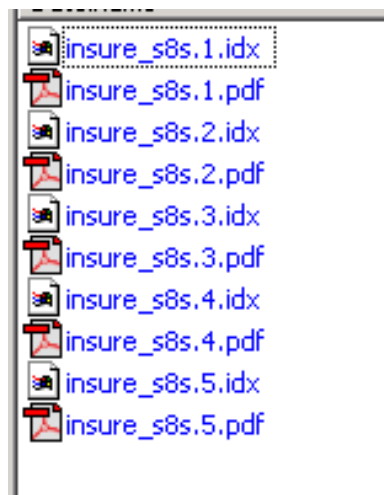 insure_s8s.1.idx
insure_s8s.1.pdf
insure_s8s.2.idx
insure_s8s.2.pdf
insure_s8s.3.idx
insure_s8s.3.pdf
insure_s8s.4.idx
insure_s8s.4.pdf
insure_s8s.5.idx
insure_s8s.5.pdf